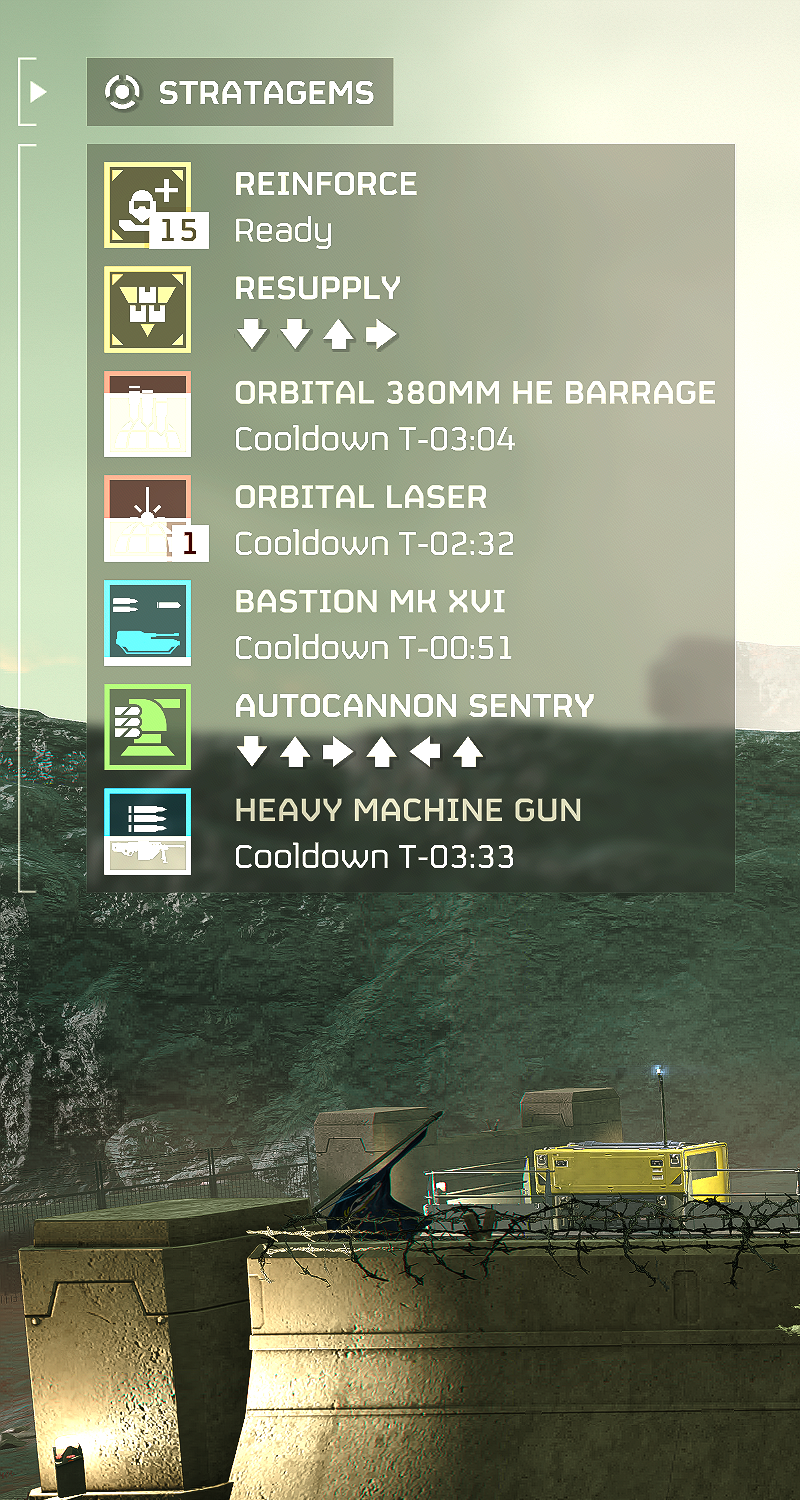 STRATAGEMS
15
REINFORCE
Ready
RESUPPLY
ORBITAL 380MM HE BARRAGE
Cooldown T-03:04
ORBITAL LASER
1
Cooldown T-02:32
BASTION MK XVI
Cooldown T-00:51
AUTOCANNON SENTRY
HEAVY MACHINE GUN
Cooldown T-03:33